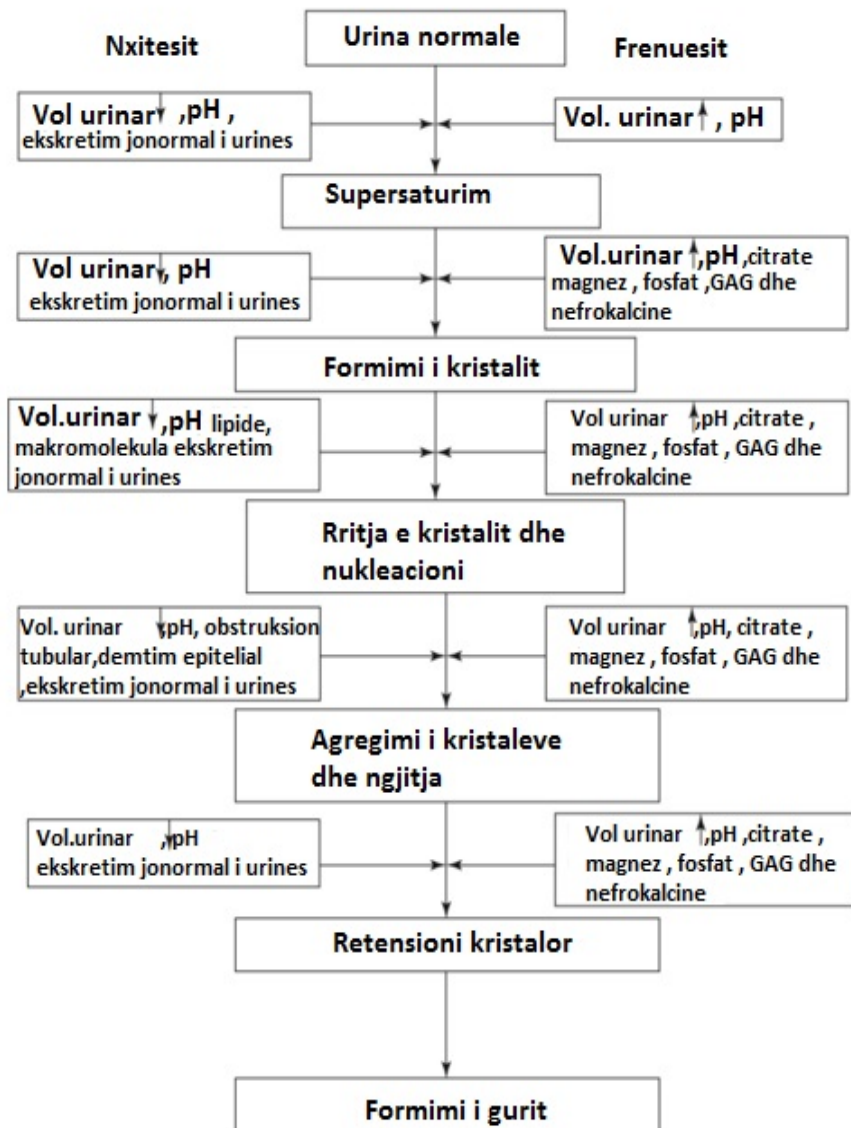 Nxitesit
Urina normale
Frenuesit
Vol urinar ↓ ,pH ,
ekskretim jonormal i urines
Vol. urinar ↑ , pH
Supersaturim
Vol urinar↓, pH
ekskretim jonormal i urines
Vol.urinar ↑,pH ,citrate
magnez , fosfat ,GAG dhe
nefrokalcine
Formimi i kristalit
Vol.urinar ↓ ,pH lipide,
makromolekula ekskretim
jonormal i urines
Vol urinar ↑,pH ,citrate ,
magnez , fosfat , GAG dhe
nefrokalcine
Rritja e kristalit dhe
nukleacioni
Vol. urinar ↓,pH, obstruksion
tubular,demtim epitelial
,ekskretim jonormal i urines
Vol urinar ↑,pH, citrate ,
magnez , fosfat , GAG dhe
nefrokalcine
Agregimi i kristaleve
dhe ngjitja
Vol.urinar ↓,pH
ekskretim jonormal i urines
Vol urinar ↑,pH ,citrate ,
magnez , fosfat , GAG dhe
nefrokalcine
Retensioni kristalor
Formimi i gurit